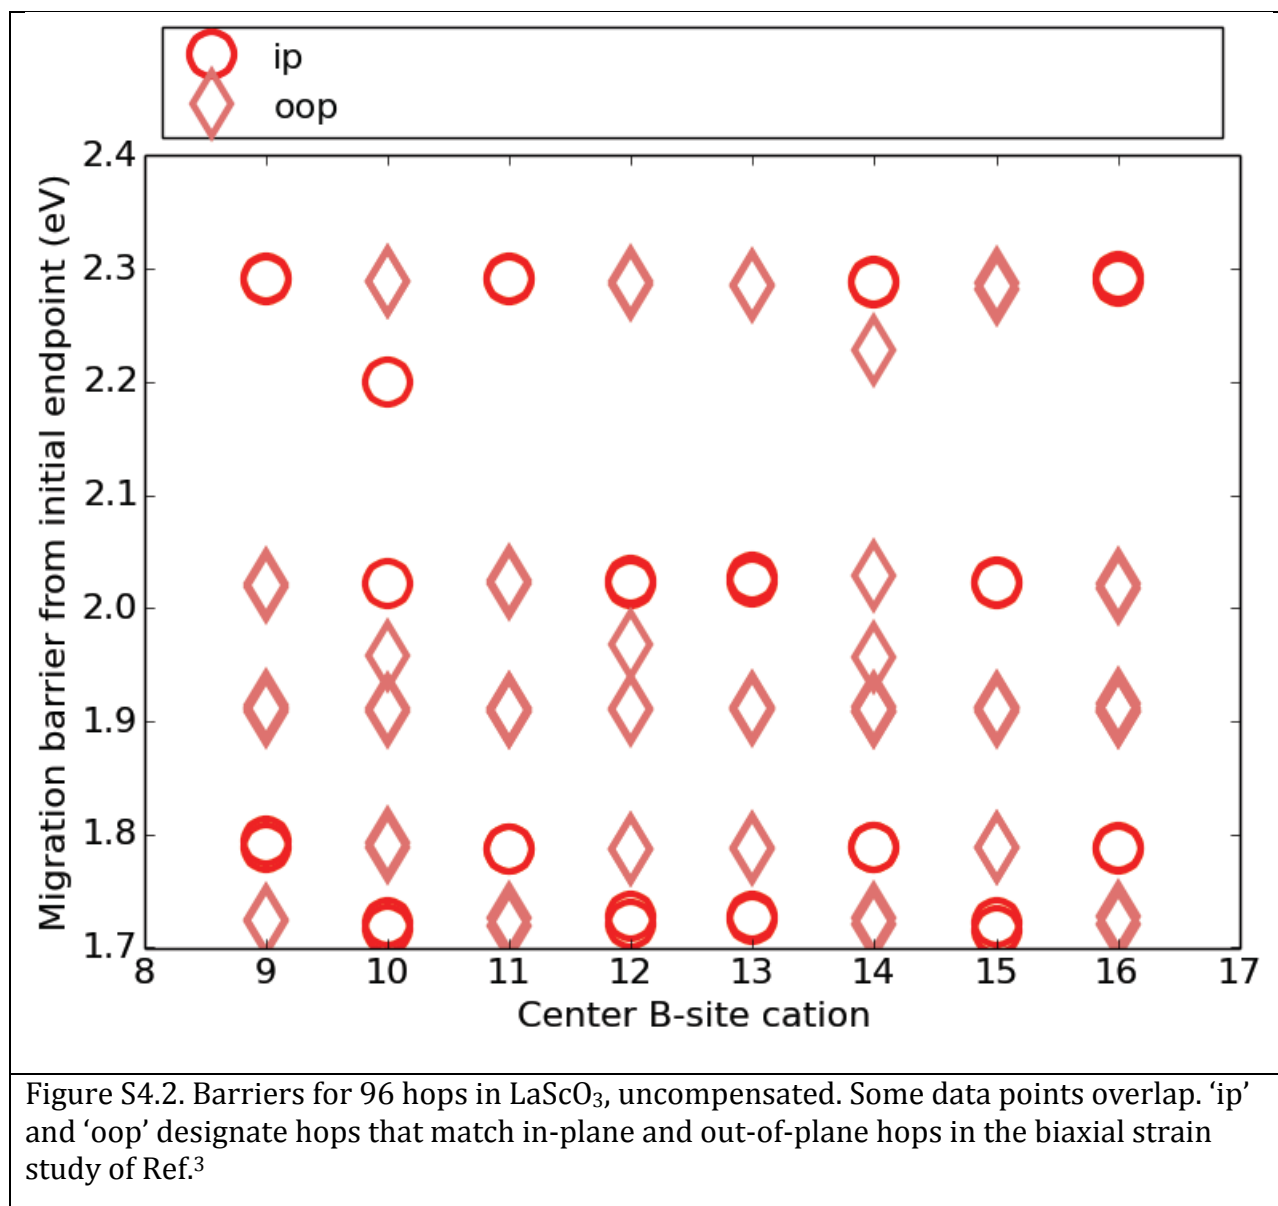 ip
oop
2.4
2.3
2.2
2.1
2.0
1.9
1.8
1.7
Migration barrier from initial endpoint (eV)
8 9 10 11 12 13 14 15 16 17
Center B-site cation
Figure S4.2. Barriers for 96 hops in LaScO₃, uncompensated. Some data points overlap. ‘ip’
and ‘oop’ designate hops that match in-plane and out-of-plane hops in the biaxial strain
study of Ref.³